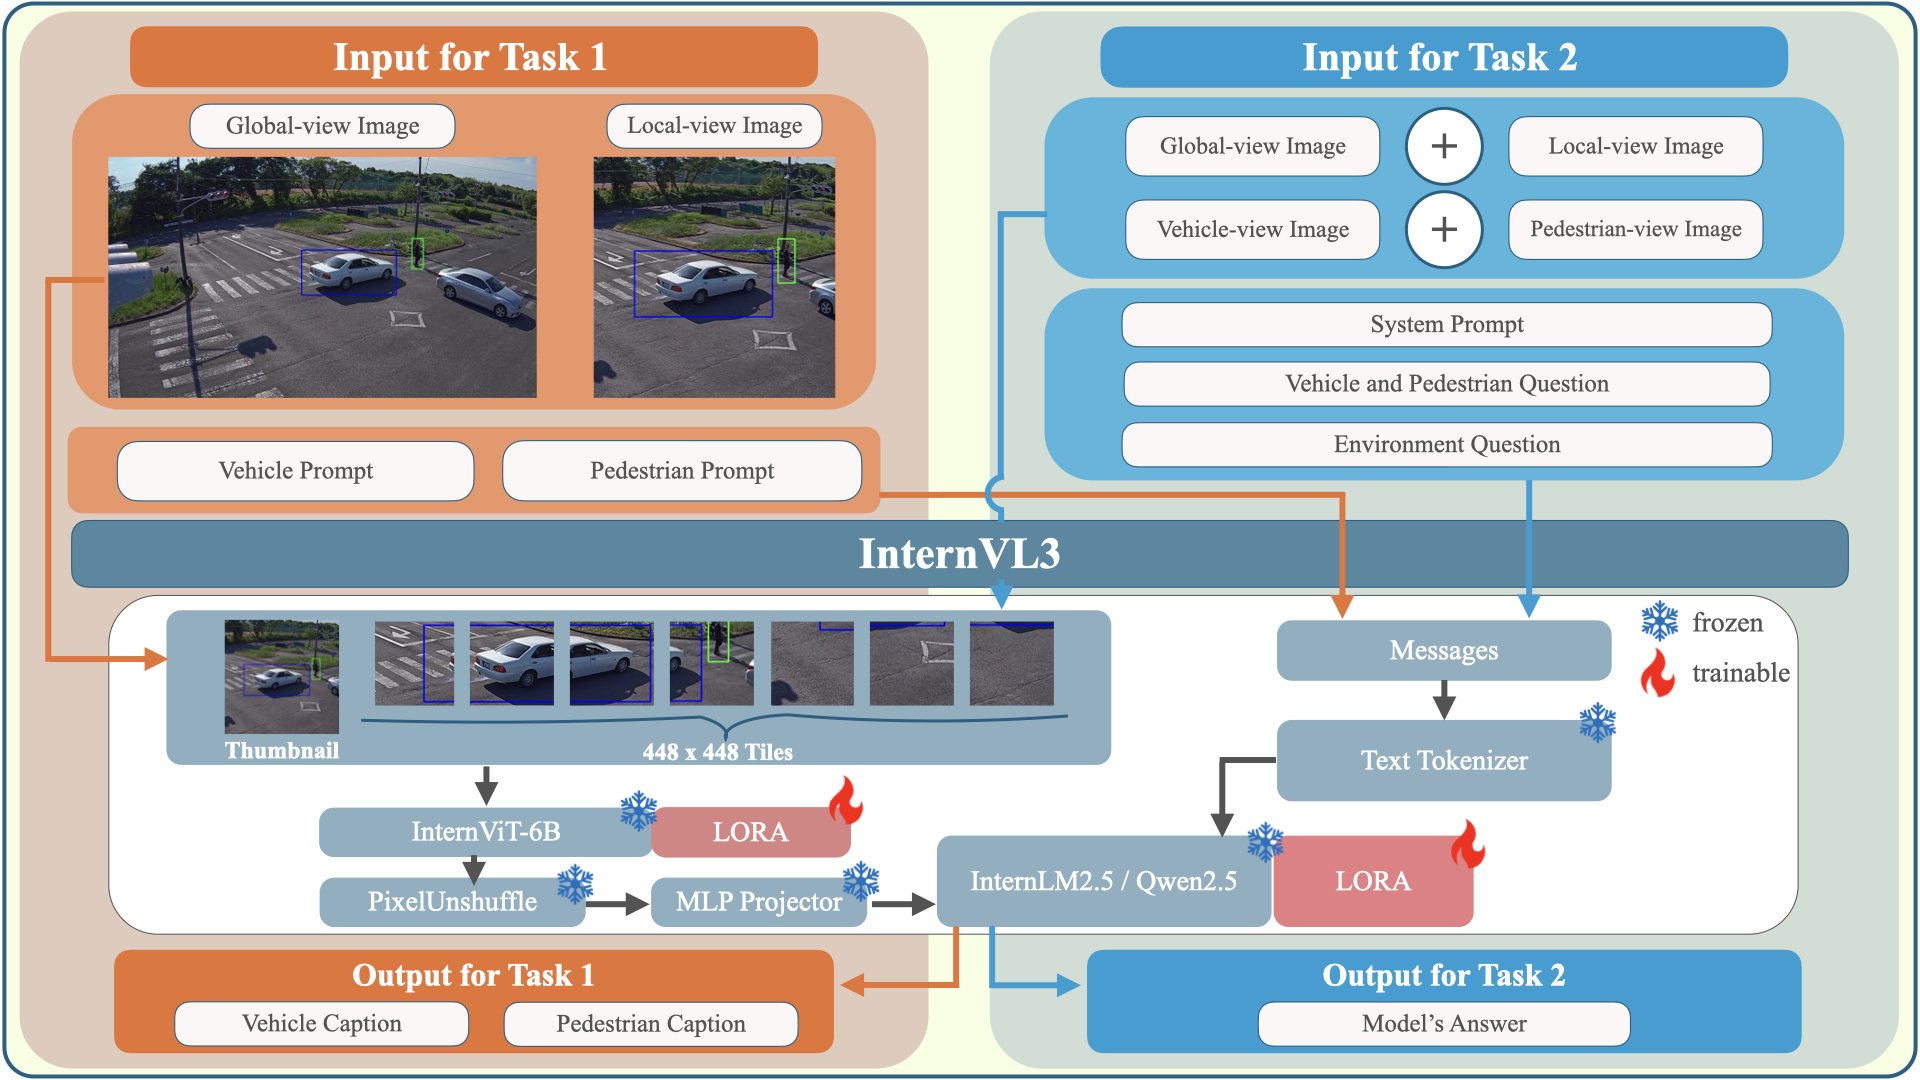 Input for Task 1
Global-view Image
Local-view Image
Vehicle Prompt
Pedestrian Prompt
Input for Task 2
Global-view Image
+
Local-view Image
Vehicle-view Image
+
Pedestrian-view Image
System Prompt
Vehicle and Pedestrian Question
Environment Question
InternVL3
Thumbnail
448 x 448 Tiles
InternViT-6B
LORA
PixelUnshuffle
MLP Projector
Messages
frozen
trainable
Text Tokenizer
InternLM2.5 / Qwen2.5
LORA
Output for Task 1
Vehicle Caption
Pedestrian Caption
Output for Task 2
Model’s Answer